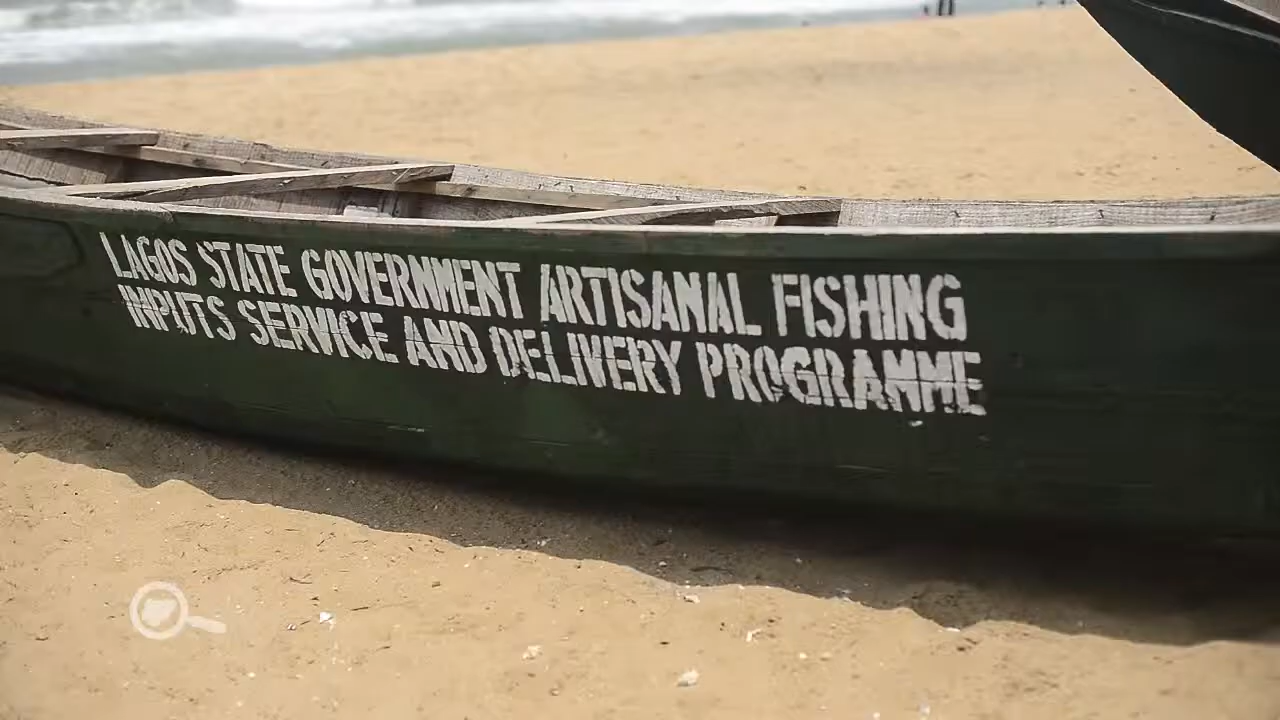 LAGOS STATE GOVERNMENT ARTISANAL FISHING
INPUTS SERVICE AND DELIVERY PROGRAMME